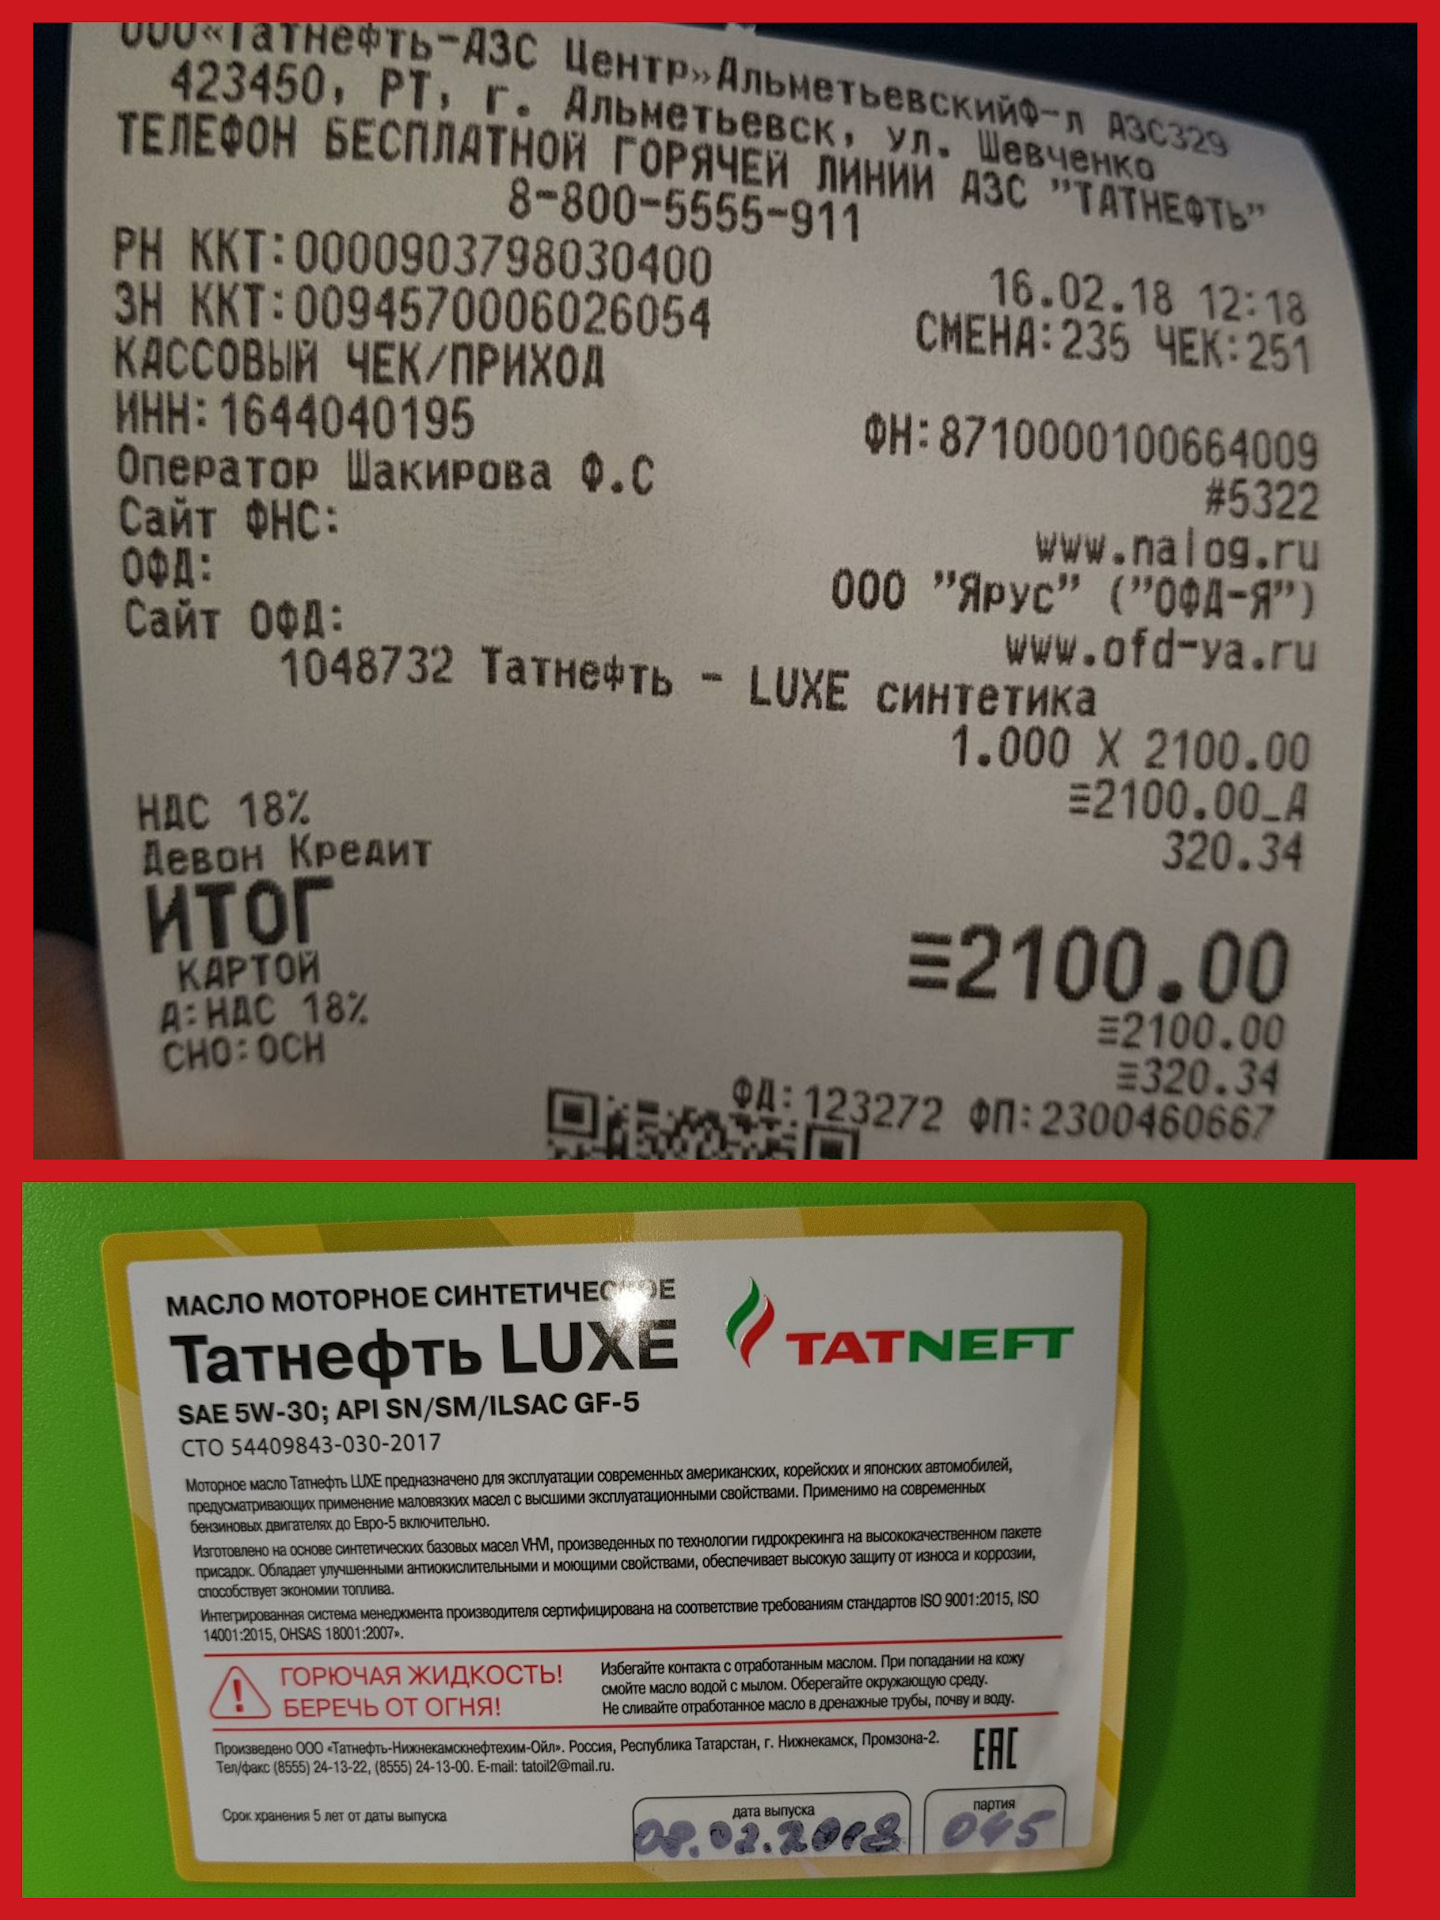 ООО«Татнефть-АЗС Центр»АльметьевскийФ-л АЗС329
423450, РТ, г. Альметьевск, ул. Шевченко
ТЕЛЕФОН БЕСПЛАТНОЙ ГОРЯЧЕЙ ЛИНИИ АЗС "ТАТНЕФТЬ"
8-800-5555-911
РН ККТ:0000903798030400 16.02.18 12:18
ЗН ККТ:00945700060260​54 СМЕНА:235 ЧЕК:251
КАССОВЫЙ ЧЕК/ПРИХОД
ИНН:1644040195 ФН:8710000100664009
Оператор Шакирова Ф.С #5322
Сайт ФНС: www.nalog.ru
ОФД: ООО "Ярус" ("ОФД-Я")
Сайт ОФД: www.ofd-ya.ru
1048732 Татнефть - LUXE синтетика
1.000 X 2100.00
≡2100.00_А
НДС 18% 320.34
Девон Кредит
ИТОГ ≡2100.00
КАРТОЙ ≡2100.00
А:НДС 18% ≡320.34
СНО:ОСН
ФД:123272 ФП:2300460667
МАСЛО МОТОРНОЕ СИНТЕТИЧЕСКОЕ
Татнефть LUXE
TATNEFT
SAE 5W-30; API SN/SM/ILSAC GF-5
СТО 54409843-030-2017
Моторное масло Татнефть LUXE предназначено для эксплуатации современных американских, корейских и японских автомобилей,
предусматривающих применение маловязких масел с высшими эксплуатационными свойствами. Применимо на современных
бензиновых двигателях до Евро-5 включительно.
Изготовлено на основе синтетических базовых масел VHVI, произведенных по технологии гидрокрекинга на высококачественном пакете
присадок. Обладает улучшенными антиокислительными и моющими свойствами, обеспечивает высокую защиту от износа и коррозии,
способствует экономии топлива.
Интегрированная система менеджмента производителя сертифицирована на соответствие требованиям стандартов ISO 9001:2015, ISO
14001:2015, OHSAS 18001:2007».
ГОРЮЧАЯ ЖИДКОСТЬ!
БЕРЕЧЬ ОТ ОГНЯ!
Избегайте контакта с отработанным маслом. При попадании на кожу
смойте масло водой с мылом. Оберегайте окружающую среду.
Не сливайте отработанное масло в дренажные трубы, почву и воду.
Произведено ООО «Татнефть-Нижнекамскнефтехим-Ойл». Россия, Республика Татарстан, г. Нижнекамск, Промзона-2.
Тел/факс (8555) 24-13-22, (8555) 24-13-00. E-mail: tatoil2@mail.ru.
EAC
Срок хранения 5 лет от даты выпуска
дата выпуска
08.02.2018
партия
045